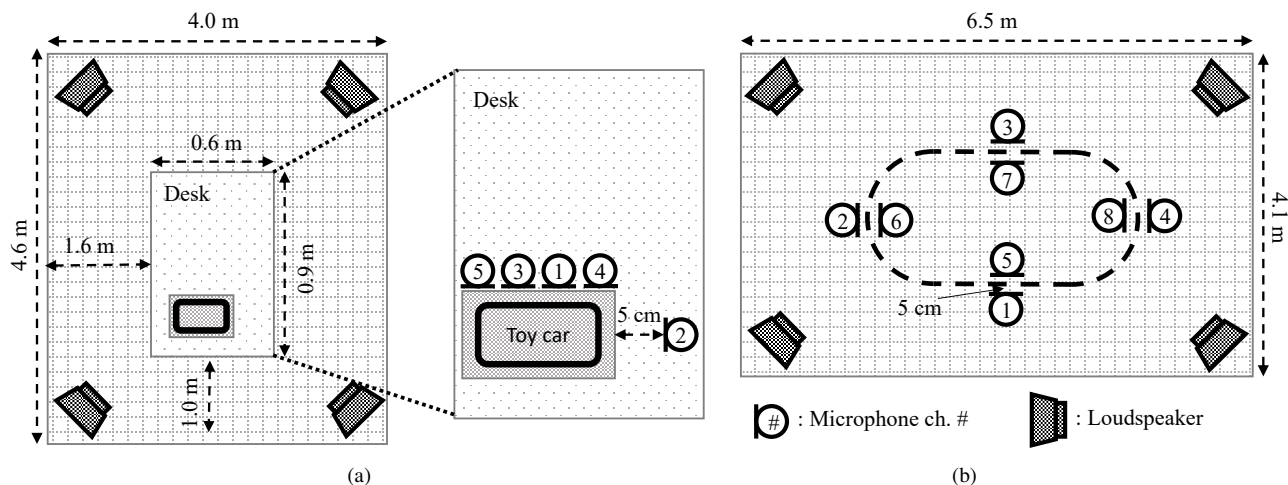 4.0 m
4.6 m
0.6 m
Desk
1.6 m
0.9 m
1.0 m
Desk
5 3 1 4
5 cm
Toy car
2
(a)
6.5 m
4.1 m
3
7
2 6
8 4
5
5 cm
1
# : Microphone ch. #
: Loudspeaker
(b)